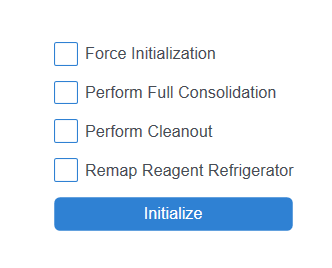 Force Initialization
Perform Full Consolidation
Perform Cleanout
Remap Reagent Refrigerator
Initialize